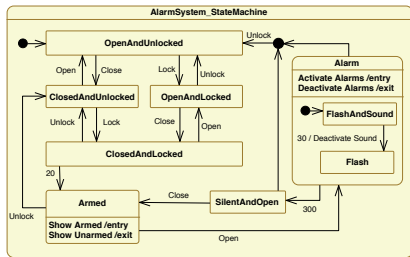 AlarmSystem_StateMachine
OpenAndUnlocked
Unlock
Open
Close
Lock
Unlock
Alarm
Activate Alarms /entry
Deactivate Alarms /exit
ClosedAndUnlocked
OpenAndLocked
FlashAndSound
Unlock
Lock
Close
Open
30 / Deactivate Sound
ClosedAndLocked
Flash
20
Armed
Show Armed /entry
Show Unarmed /exit
Close
SilentAndOpen
300
Unlock
Open